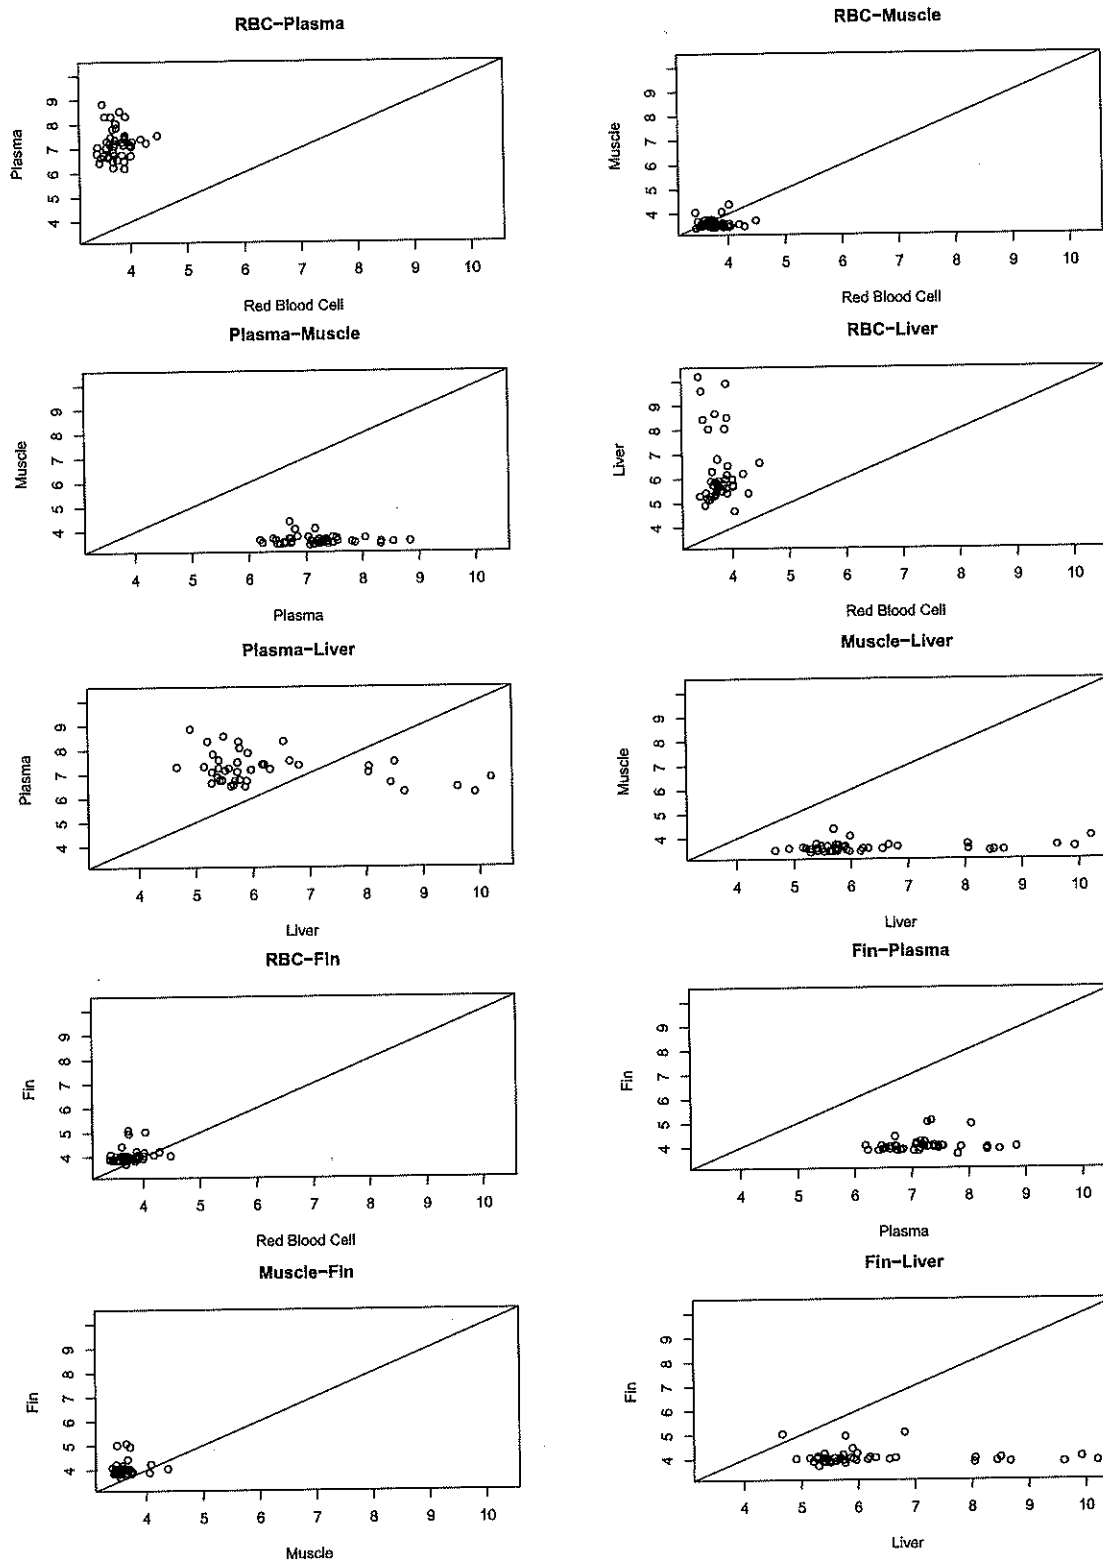 RBC-Plasma
Plasma
9
8
7
6
5
4
4 5 6 7 8 9 10
Red Blood Cell
RBC-Muscle
Muscle
9
8
7
6
5
4
4 5 6 7 8 9 10
Red Blood Cell
Plasma-Muscle
Muscle
9
8
7
6
5
4
4 5 6 7 8 9 10
Plasma
RBC-Liver
Liver
9
8
7
6
5
4
4 5 6 7 8 9 10
Red Blood Cell
Plasma-Liver
Plasma
9
8
7
6
5
4
4 5 6 7 8 9 10
Liver
Muscle-Liver
Muscle
9
8
7
6
5
4
4 5 6 7 8 9 10
Liver
RBC-Fin
Fin
9
8
7
6
5
4
4 5 6 7 8 9 10
Red Blood Cell
Fin-Plasma
Fin
9
8
7
6
5
4
4 5 6 7 8 9 10
Plasma
Muscle-Fin
Fin
9
8
7
6
5
4
4 5 6 7 8 9 10
Muscle
Fin-Liver
Fin
9
8
7
6
5
4
4 5 6 7 8 9 10
Liver